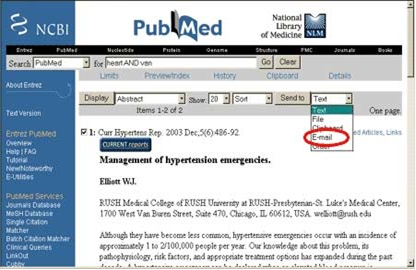 NCBI
PubMed
National
Library
of Medicine
NLM
Entrez PubMed Nucleotide Protein Genome Structure PMC Journals Books
Search PubMed for heart AND van Go Clear
Limits Preview/Index History Clipboard Details
About Entrez
Display Abstract Show: 20 Sort Send to Text
Items 1-2 of 2 One page.
Text
File
Clipboard
E-mail
Order
Text Version
1: Curr Hypertens Rep. 2003 Dec;5(6):486-92. Articles, Links
CURRENT reports
Entrez PubMed
Overview
Help | FAQ
Tutorial
New/Noteworthy
E-Utilities
Management of hypertension emergencies.
Elliott WJ.
PubMed Services
Journals Database
MeSH Database
Single Citation
Matcher
Batch Citation Matcher
Clinical Queries
LinkOut
Cubby
RUSH Medical College of RUSH University at RUSH-Presbyterian-St. Luke's Medical Center,
1700 West Van Buren Street, Suite 470, Chicago, IL 60612, USA. welliott@rush.edu
Although they have become less common, hypertensive emergencies occur with an incidence of
approximately 1 to 2/100,000 people per year. Our knowledge about this problem, its
pathophysiology, risk factors, and appropriate treatment options has expanded during the past